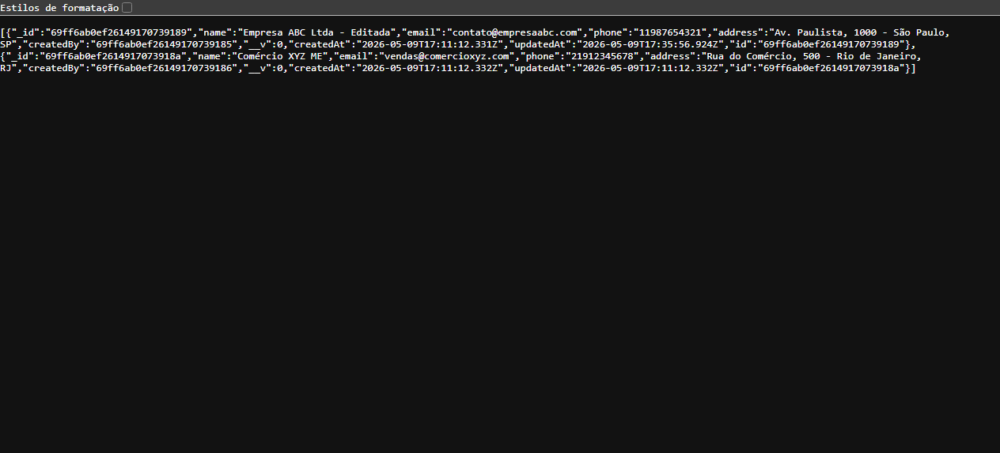 Estilos de formatação
[{"_id":"69ff6ab0ef26149170739189","name":"Empresa ABC Ltda - Editada","email":"contato@empresaabc.com","phone":"11987654321","address":"Av. Paulista, 1000 - São Paulo,
SP","createdBy":"69ff6ab0ef26149170739185","__v":0,"createdAt":"2026-05-09T17:11:12.331Z","updatedAt":"2026-05-09T17:35:56.924Z","id":"69ff6ab0ef26149170739189"},
{"_id":"69ff6ab0ef2614917073918a","name":"Comércio XYZ ME","email":"vendas@comercioxyz.com","phone":"21912345678","address":"Rua do Comércio, 500 - Rio de Janeiro,
RJ","createdBy":"69ff6ab0ef26149170739186","__v":0,"createdAt":"2026-05-09T17:11:12.332Z","updatedAt":"2026-05-09T17:11:12.332Z","id":"69ff6ab0ef2614917073918a"}]